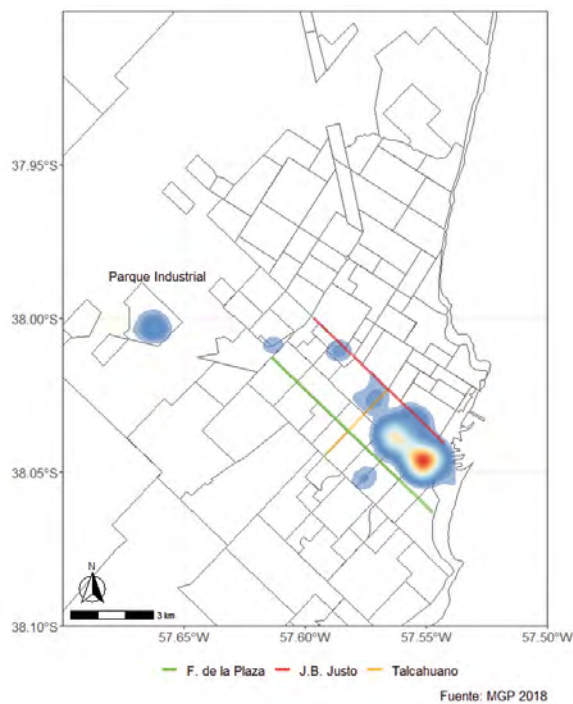 37.95°S
Parque Industrial
38.00°S
38.05°S
N
3 km
38.10°S
57.65°W 57.60°W 57.55°W 57.50°W
F. de la Plaza J.B. Justo Talcahuano
Fuente: MGP 2018